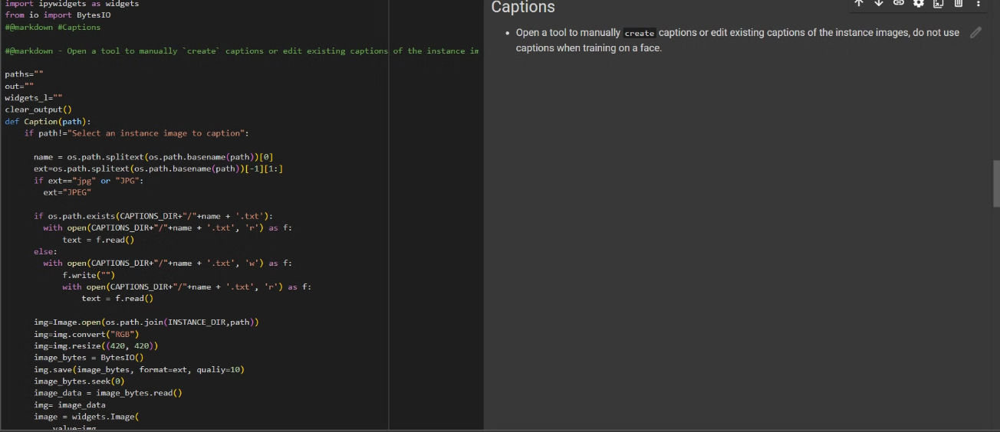 import ipywidgets as widgets
from io import BytesIO
#@markdown #Captions
#@markdown - Open a tool to manually `create` captions or edit existing captions of the instance im
paths=""
out=""
widgets_l=""
clear_output()
def Caption(path):
    if path!="Select an instance image to caption":
      name = os.path.splitext(os.path.basename(path))[0]
      ext=os.path.splitext(os.path.basename(path))[-1][1:]
      if ext=="jpg" or "JPG":
        ext="JPEG"
      if os.path.exists(CAPTIONS_DIR+"/"+name + '.txt'):
        with open(CAPTIONS_DIR+"/"+name + '.txt', 'r') as f:
            text = f.read()
      else:
        with open(CAPTIONS_DIR+"/"+name + '.txt', 'w') as f:
            f.write("")
            with open(CAPTIONS_DIR+"/"+name + '.txt', 'r') as f:
                text = f.read()
      img=Image.open(os.path.join(INSTANCE_DIR,path))
      img=img.convert("RGB")
      img=img.resize((420, 420))
      image_bytes = BytesIO()
      img.save(image_bytes, format=ext, qualiy=10)
      image_bytes.seek(0)
      image_data = image_bytes.read()
      img= image_data
      image = widgets.Image(
          value=img
Captions
• Open a tool to manually create captions or edit existing captions of the instance images, do not use
captions when training on a face.